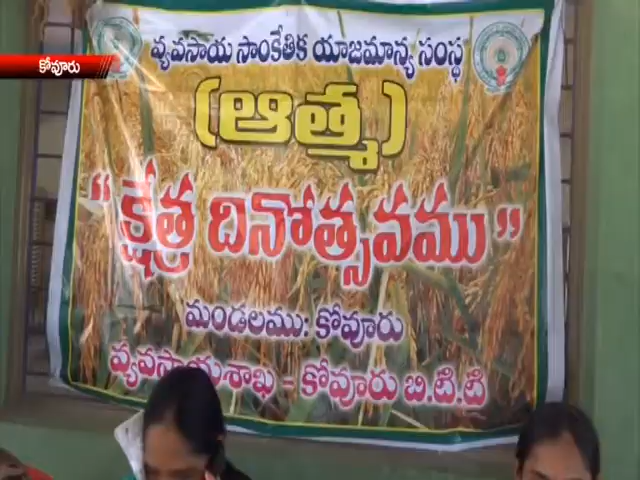 కోవూరు
వ్యవసాయ సాంకేతిక యాజమాన్య సంస్థ
(ఆత్మ)
"క్షేత్ర దినోత్సవము"
మండలము: కోవూరు
వ్యవసాయశాఖ - కోవూరు బి.టి.టి